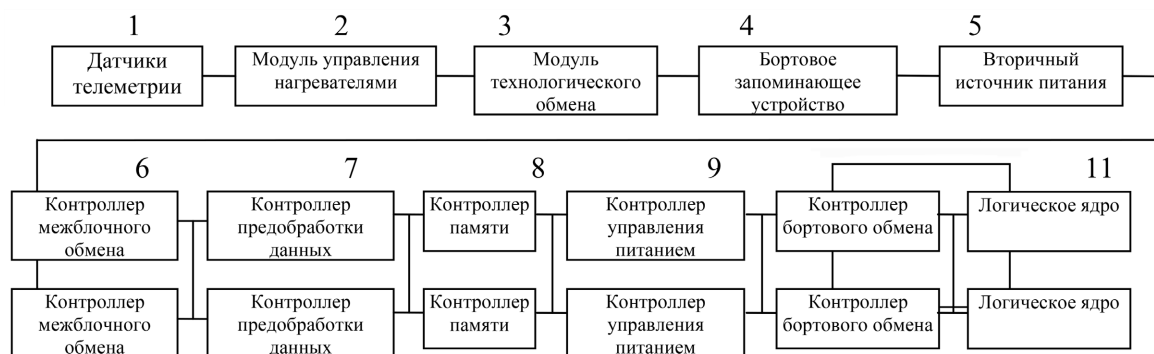 1 2 3 4 5
Датчики
телеметрии
Модуль управления
нагревателями
Модуль
технологического
обмена
Бортовое
запоминающее
устройство
Вторичный
источник питания
6 7 8 9 11
Контроллер
межблочного
обмена
Контроллер
предобработки
данных
Контроллер
памяти
Контроллер
управления
питанием
Контроллер
бортового обмена
Логическое ядро
Контроллер
межблочного
обмена
Контроллер
предобработки
данных
Контроллер
памяти
Контроллер
управления
питанием
Контроллер
бортового обмена
Логическое ядро